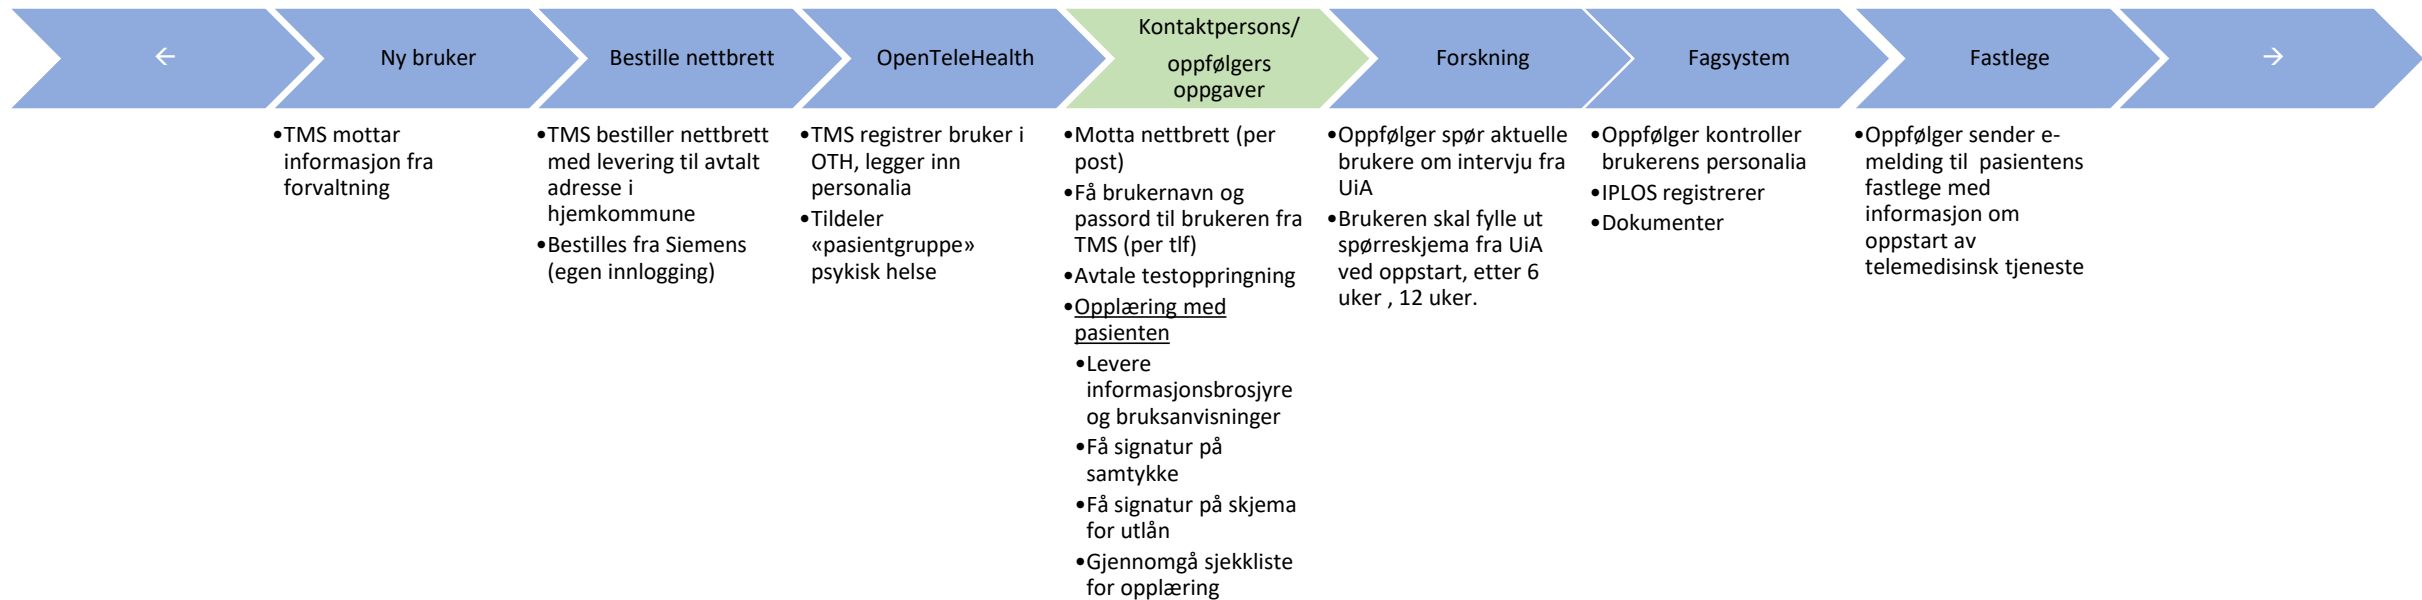 ←
Ny bruker
Bestille nettbrett
OpenTeleHealth
Kontaktpersons/
oppfølgers
oppgaver
Forskning
Fagsystem
Fastlege
→
•TMS mottar
informasjon fra
forvaltning
•TMS bestiller nettbrett
med levering til avtalt
adresse i
hjemkommune
•Bestilles fra Siemens
(egen innlogging)
•TMS registrer bruker i
OTH, legger inn
personalia
•Tildeler
«pasientgruppe»
psykisk helse
•Motta nettbrett (per
post)
•Få brukernavn og
passord til brukeren fra
TMS (per tlf)
•Avtale testoppringning
•Opplæring med
pasienten
•Levere
informasjonsbrosjyre
og bruksanvisninger
•Få signatur på
samtykke
•Få signatur på skjema
for utlån
•Gjennomgå sjekkliste
for opplæring
•Oppfølger spør aktuelle
brukere om intervju fra
UiA
•Brukeren skal fylle ut
spørreskjema fra UiA
ved oppstart, etter 6
uker , 12 uker.
•Oppfølger kontroller
brukerens personalia
•IPLOS registrerer
•Dokumenter
•Oppfølger sender e-
melding til  pasientens
fastlege med
informasjon om
oppstart av
telemedisinsk tjeneste